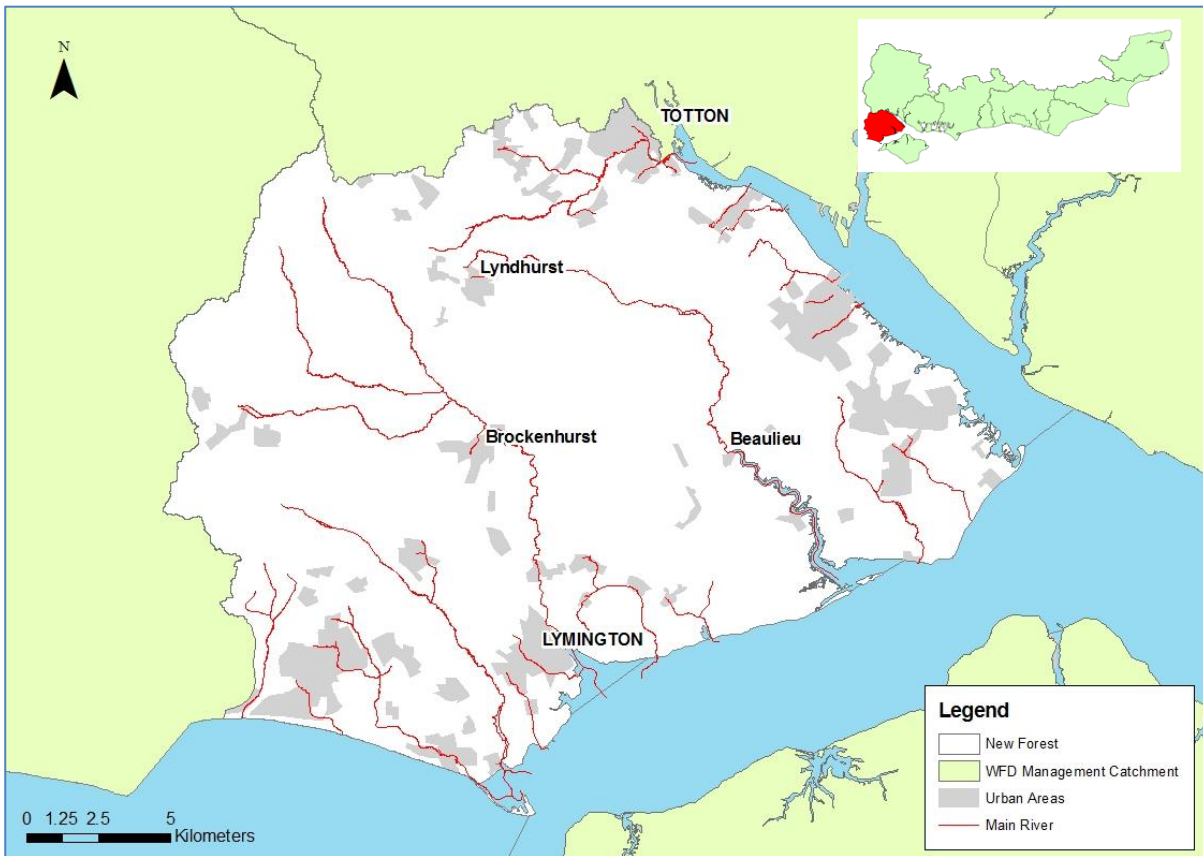 N
TOTTON
Lyndhurst
Brockenhurst
Beaulieu
LYMINGTON
Legend
New Forest
WFD Management Catchment
Urban Areas
Main River
0 1.25 2.5 5
Kilometers